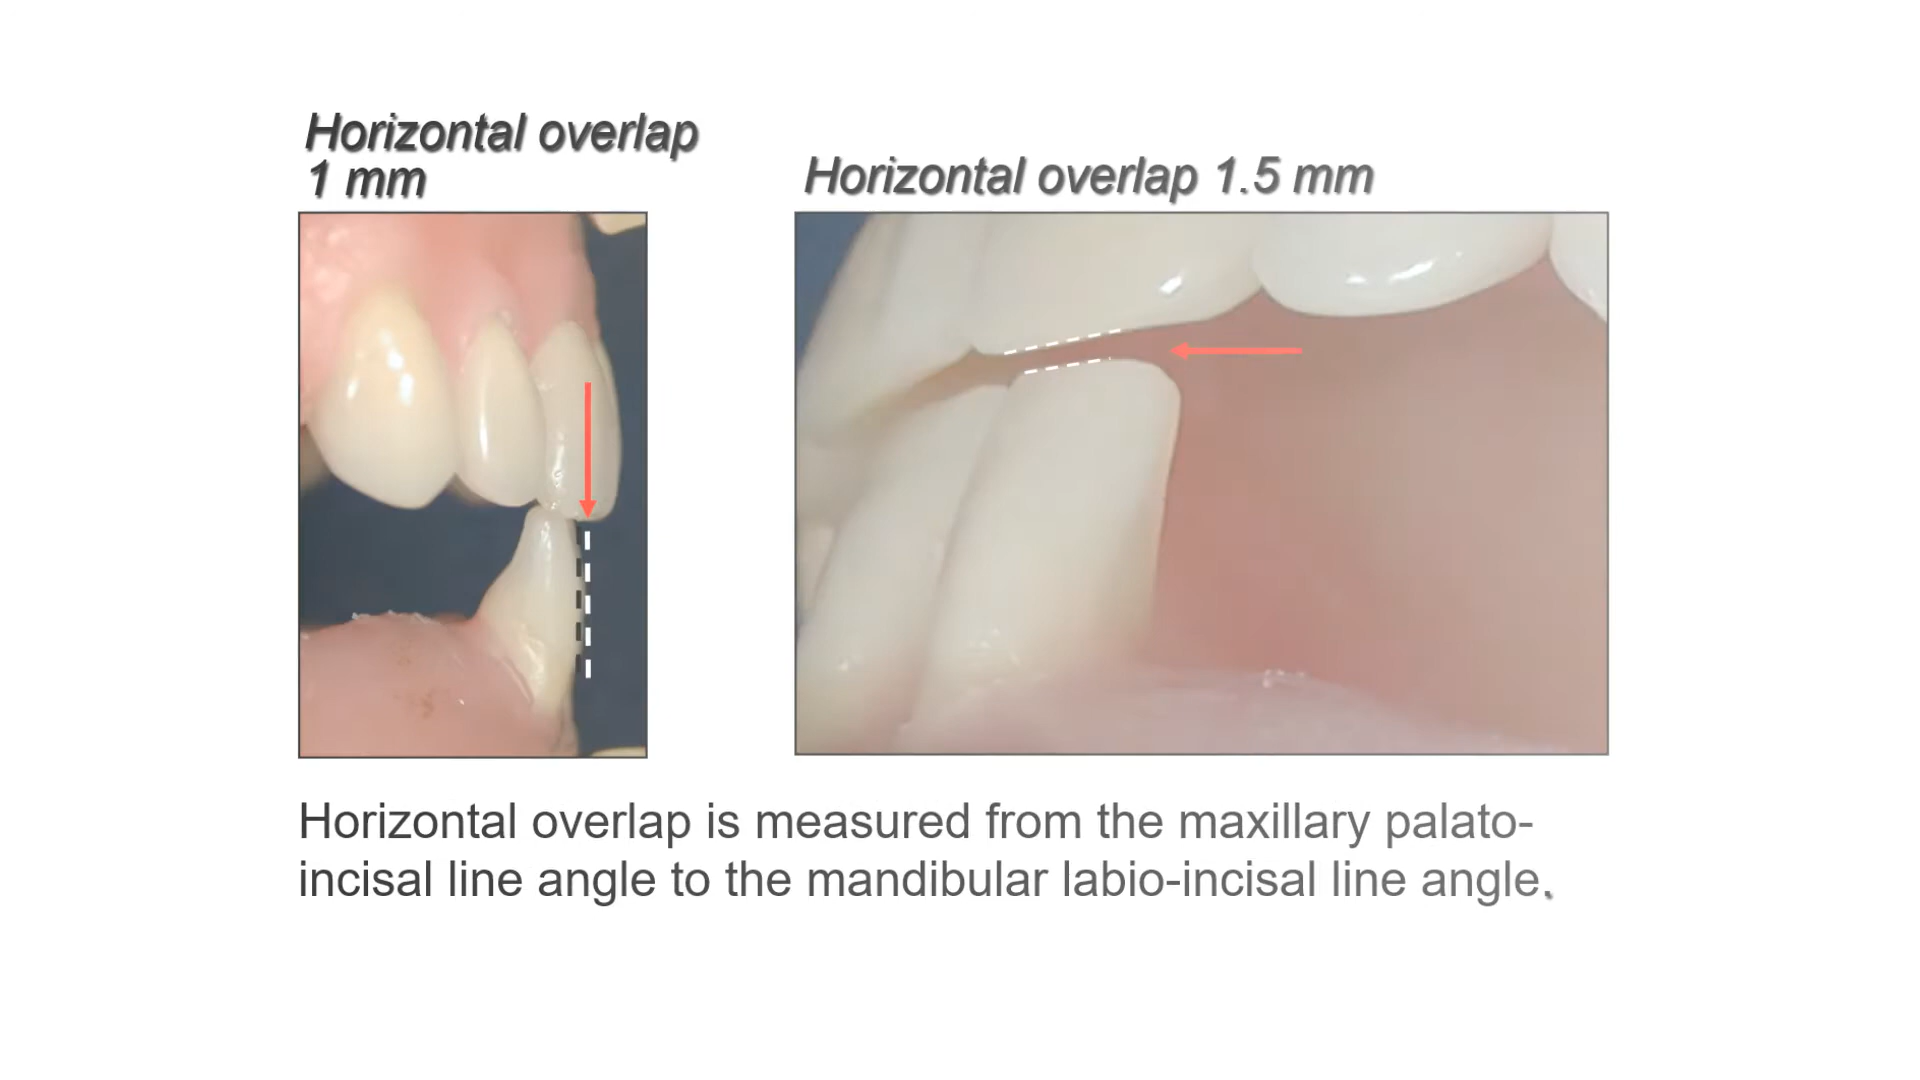 Horizontal overlap
1 mm
Horizontal overlap 1.5 mm
Horizontal overlap is measured from the maxillary palato-
incisal line angle to the mandibular labio-incisal line angle.